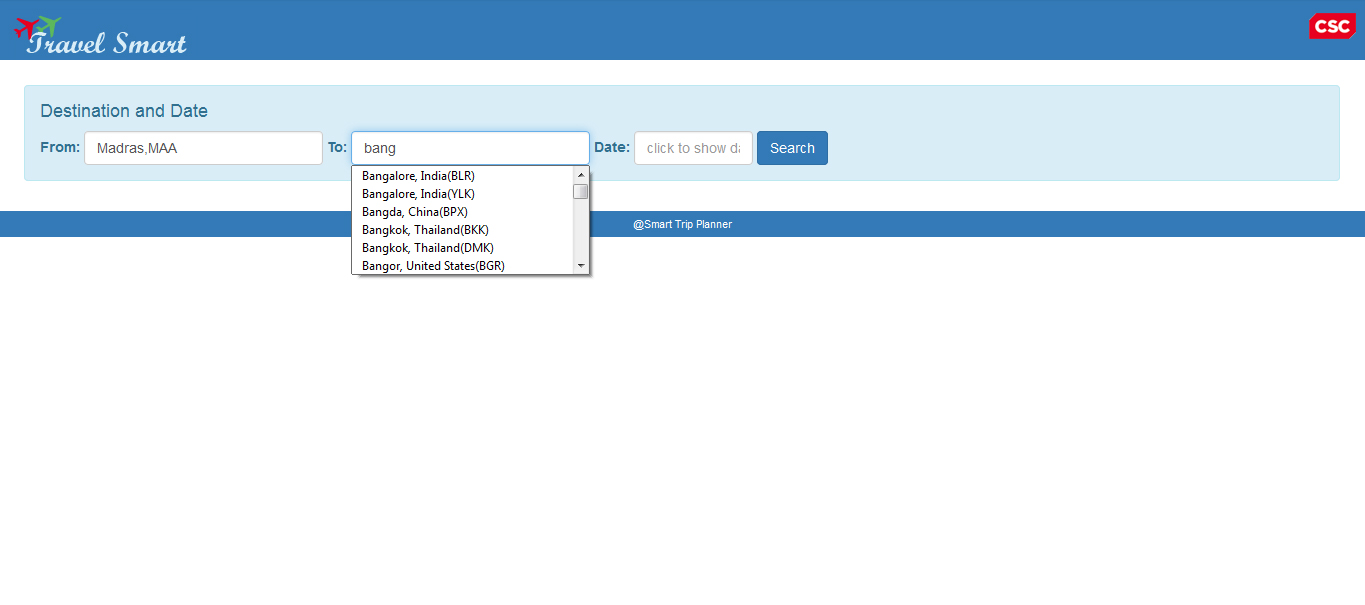 Travel Smart
CSC
Destination and Date
From: Madras,MAA To: bang Date: click to show da Search
Bangalore, India(BLR)
Bangalore, India(YLK)
Bangda, China(BPX)
Bangkok, Thailand(BKK)
Bangkok, Thailand(DMK)
Bangor, United States(BGR)
@Smart Trip Planner